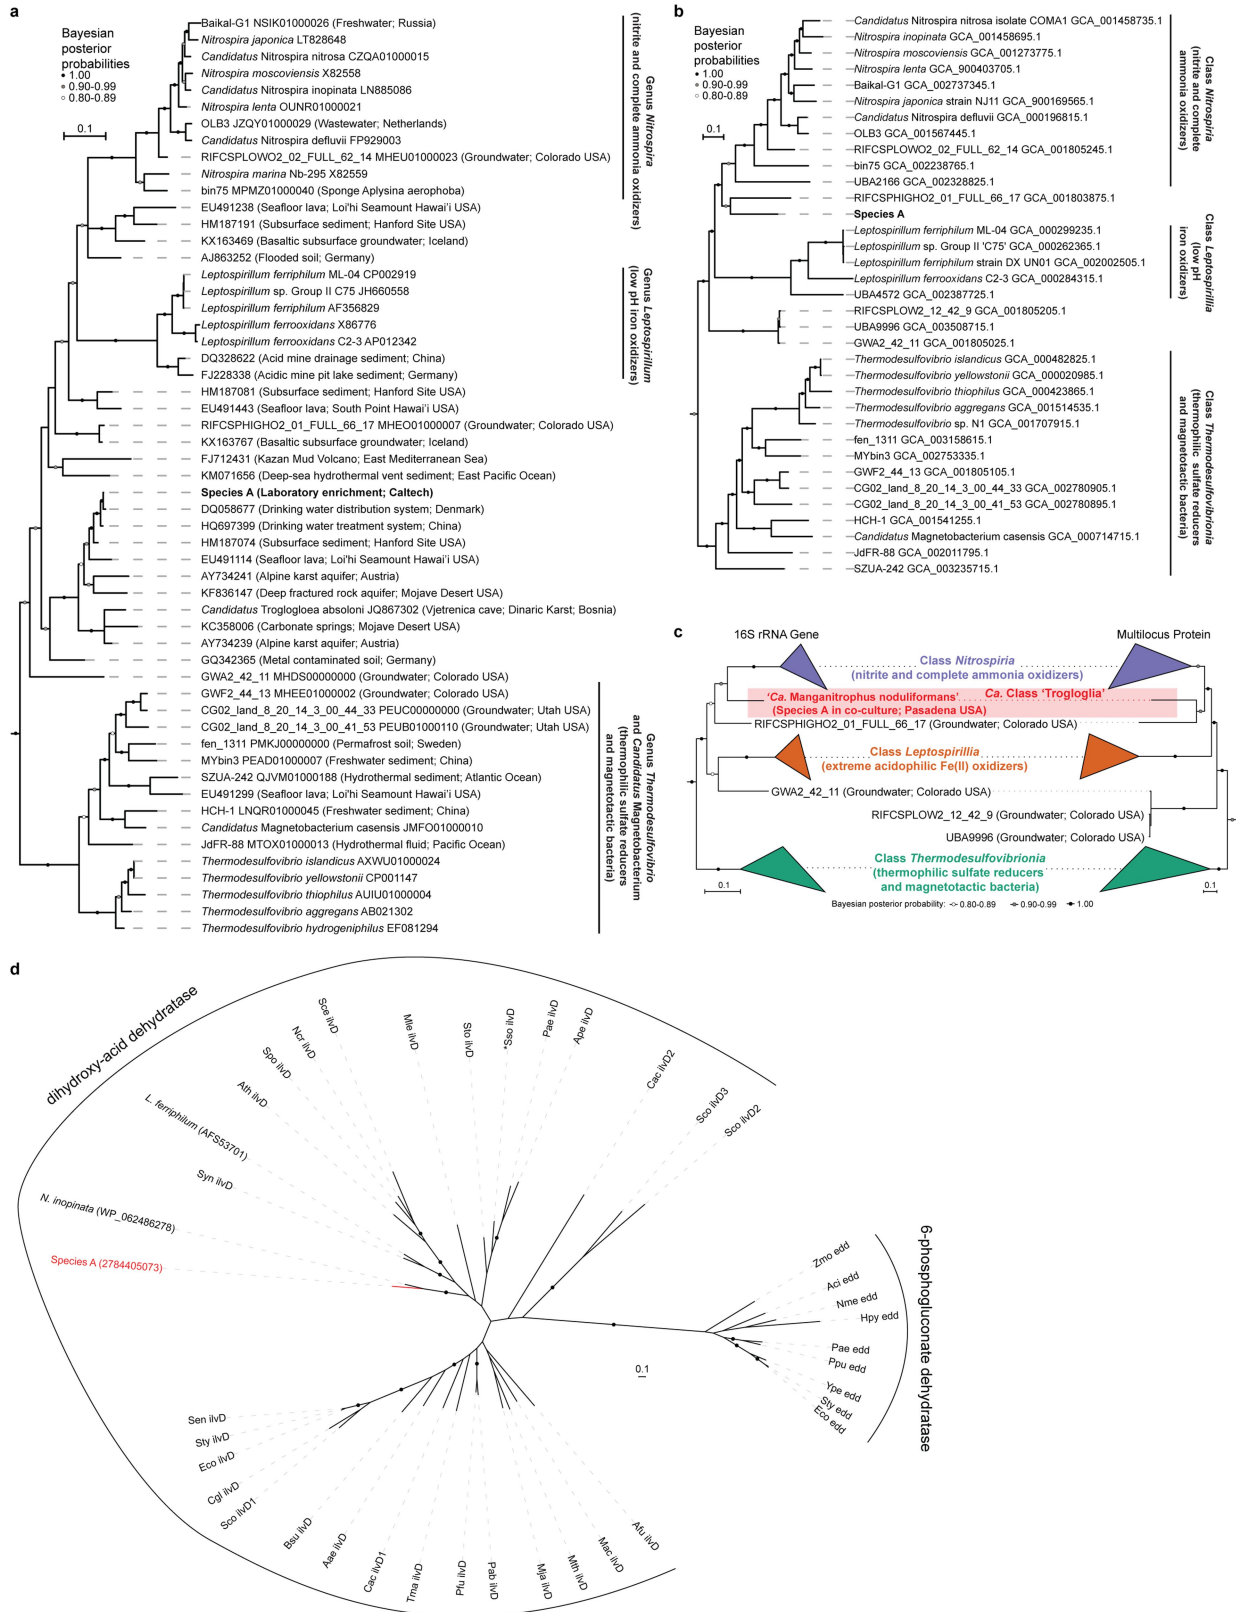 a
Bayesian
posterior
probabilities
1.00
0.90-0.99
0.80-0.89
0.1
Baikal-G1 NSIK01000026 (Freshwater; Russia)
Nitrospira japonica LT828648
Candidatus Nitrospira nitrosa CZQA01000015
Nitrospira moscoviensis X82558
Candidatus Nitrospira inopinata LN885086
Nitrospira lenta OUNR01000021
OLB3 JZQY01000029 (Wastewater; Netherlands)
Candidatus Nitrospira defluvii FP929003
RIFCSPLOWO2_02_FULL_62_14 MHEU01000023 (Groundwater; Colorado USA)
Nitrospira marina Nb-295 X82559
bin75 MPMZ01000040 (Sponge Aplysina aerophoba)
EU491238 (Seafloor lava; Loi'hi Seamount Hawai'i USA)
HM187191 (Subsurface sediment; Hanford Site USA)
KX163469 (Basaltic subsurface groundwater; Iceland)
AJ863252 (Flooded soil; Germany)
Leptospirillum ferriphilum ML-04 CP002919
Leptospirillum sp. Group II C75 JH660558
Leptospirillum ferriphilum AF356829
Leptospirillum ferrooxidans X86776
Leptospirillum ferrooxidans C2-3 AP012342
DQ328622 (Acid mine drainage sediment; China)
FJ228338 (Acidic mine pit lake sediment; Germany)
HM187081 (Subsurface sediment; Hanford Site USA)
EU491443 (Seafloor lava; South Point Hawai'i USA)
RIFCSPHIGHO2_01_FULL_66_17 MHEO01000007 (Groundwater; Colorado USA)
KX163767 (Basaltic subsurface groundwater; Iceland)
FJ712431 (Kazan Mud Volcano; East Mediterranean Sea)
KM071656 (Deep-sea hydrothermal vent sediment; East Pacific Ocean)
Species A (Laboratory enrichment; Caltech)
DQ058677 (Drinking water distribution system; Denmark)
HQ697399 (Drinking water treatment system; China)
HM187074 (Subsurface sediment; Hanford Site USA)
EU491114 (Seafloor lava; Loi'hi Seamount Hawai'i USA)
AY734241 (Alpine karst aquifer; Austria)
KF836147 (Deep fractured rock aquifer; Mojave Desert USA)
Candidatus Troglogloea absoloni JQ867302 (Vjetrenica cave; Dinaric Karst; Bosnia)
KC358006 (Carbonate springs; Mojave Desert USA)
AY734239 (Alpine karst aquifer; Austria)
GQ342365 (Metal contaminated soil; Germany)
GWA2_42_11 MHDS00000000 (Groundwater; Colorado USA)
GWF2_44_13 MHEE01000002 (Groundwater; Colorado USA)
CG02_land_8_20_14_3_00_44_33 PEUC00000000 (Groundwater; Utah USA)
CG02_land_8_20_14_3_00_41_53 PEUB01000110 (Groundwater; Utah USA)
fen_1311 PMKJ00000000 (Permafrost soil; Sweden)
MYbin3 PEAD01000007 (Freshwater sediment; China)
SZUA-242 QJVM01000188 (Hydrothermal sediment; Atlantic Ocean)
EU491299 (Seafloor lava; Loi'hi Seamount Hawai'i USA)
HCH-1 LNQR01000045 (Freshwater sediment; China)
Candidatus Magnetobacterium casensis JMFO01000010
JdFR-88 MTOX01000013 (Hydrothermal fluid; Pacific Ocean)
Thermodesulfovibrio islandicus AXWU01000024
Thermodesulfovibrio yellowstonii CP001147
Thermodesulfovibrio thiophilus AUIU01000004
Thermodesulfovibrio aggregans AB021302
Thermodesulfovibrio hydrogeniphilus EF081294
Genus Nitrospira
(nitrite and complete ammonia oxidizers)
Genus Leptospirillum
(low pH iron oxidizers)
Genus Thermodesulfovibrio
and Candidatus Magnetobacterium
(thermophilic sulfate reducers
and magnetotactic bacteria)
b
Bayesian
posterior
probabilities
1.00
0.90-0.99
0.80-0.89
0.1
Candidatus Nitrospira nitrosa isolate COMA1 GCA_001458735.1
Nitrospira inopinata GCA_001458695.1
Nitrospira moscoviensis GCA_001273775.1
Nitrospira lenta GCA_900403705.1
Baikal-G1 GCA_002737345.1
Nitrospira japonica strain NJ11 GCA_900169565.1
Candidatus Nitrospira defluvii GCA_000196815.1
OLB3 GCA_001567445.1
RIFCSPLOWO2_02_FULL_62_14 GCA_001805245.1
bin75 GCA_002238765.1
UBA2166 GCA_002328825.1
RIFCSPHIGHO2_01_FULL_66_17 GCA_001803875.1
Species A
Leptospirillum ferriphilum ML-04 GCA_000299235.1
Leptospirillum sp. Group II 'C75' GCA_000262365.1
Leptospirillum ferriphilum strain DX UN01 GCA_002002505.1
Leptospirillum ferrooxidans C2-3 GCA_000284315.1
UBA4572 GCA_002387725.1
RIFCSPLOW2_12_42_9 GCA_001805205.1
UBA9996 GCA_003508715.1
GWA2_42_11 GCA_001805025.1
Thermodesulfovibrio islandicus GCA_000482825.1
Thermodesulfovibrio yellowstonii GCA_000020985.1
Thermodesulfovibrio thiophilus GCA_000423865.1
Thermodesulfovibrio aggregans GCA_001514535.1
Thermodesulfovibrio sp. N1 GCA_001707915.1
fen_1311 GCA_003158615.1
MYbin3 GCA_002753335.1
GWF2_44_13 GCA_001805105.1
CG02_land_8_20_14_3_00_44_33 GCA_002780905.1
CG02_land_8_20_14_3_00_41_53 GCA_002780895.1
HCH-1 GCA_001541255.1
Candidatus Magnetobacterium casensis GCA_000714715.1
JdFR-88 GCA_002011795.1
SZUA-242 GCA_003235715.1
Class Nitrospiria
(nitrite and complete
ammonia oxidizers)
Class Leptospirillia
(low pH
iron oxidizers)
Class Thermodesulfovibrionia
(thermophilic sulfate reducers
and magnetotactic bacteria)
c
16S rRNA Gene
Multilocus Protein
Class Nitrospiria
(nitrite and complete ammonia oxidizers)
'Ca. Manganitrophus noduliformans'
Ca. Class 'Trogloglia'
(Species A in co-culture; Pasadena USA)
RIFCSPHIGHO2_01_FULL_66_17 (Groundwater; Colorado USA)
Class Leptospirillia
(extreme acidophilic Fe(II) oxidizers)
GWA2_42_11 (Groundwater; Colorado USA)
RIFCSPLOW2_12_42_9 (Groundwater; Colorado USA)
UBA9996 (Groundwater; Colorado USA)
Class Thermodesulfovibrionia
(thermophilic sulfate reducers
and magnetotactic bacteria)
0.1
0.1
Bayesian posterior probability: 0.80-0.89 0.90-0.99 1.00
d
dihydroxy-acid dehydratase
Species A (2784405073)
N. inopinata (WP_062486278)
Syn ilvD
L. ferriphilum (AFS53701)
Ath ilvD
Spo ilvD
Ncr ilvD
Sce ilvD
Mle ilvD
Sto ilvD
*Sso ilvD
Pae ilvD
Ape ilvD
Cac ilvD2
Sco ilvD3
Sco ilvD2
6-phosphogluconate dehydratase
Zmo edd
Aci edd
Nme edd
Hpy edd
Pae edd
Ppu edd
Ype edd
Sty edd
Eco edd
0.1
Sen ilvD
Sty ilvD
Eco ilvD
Cgl ilvD
Sco ilvD1
Bsu ilvD
Aae ilvD
Cac ilvD1
Tma ilvD
Pfu ilvD
Pab ilvD
Mja ilvD
Mth ilvD
Mac ilvD
Afu ilvD